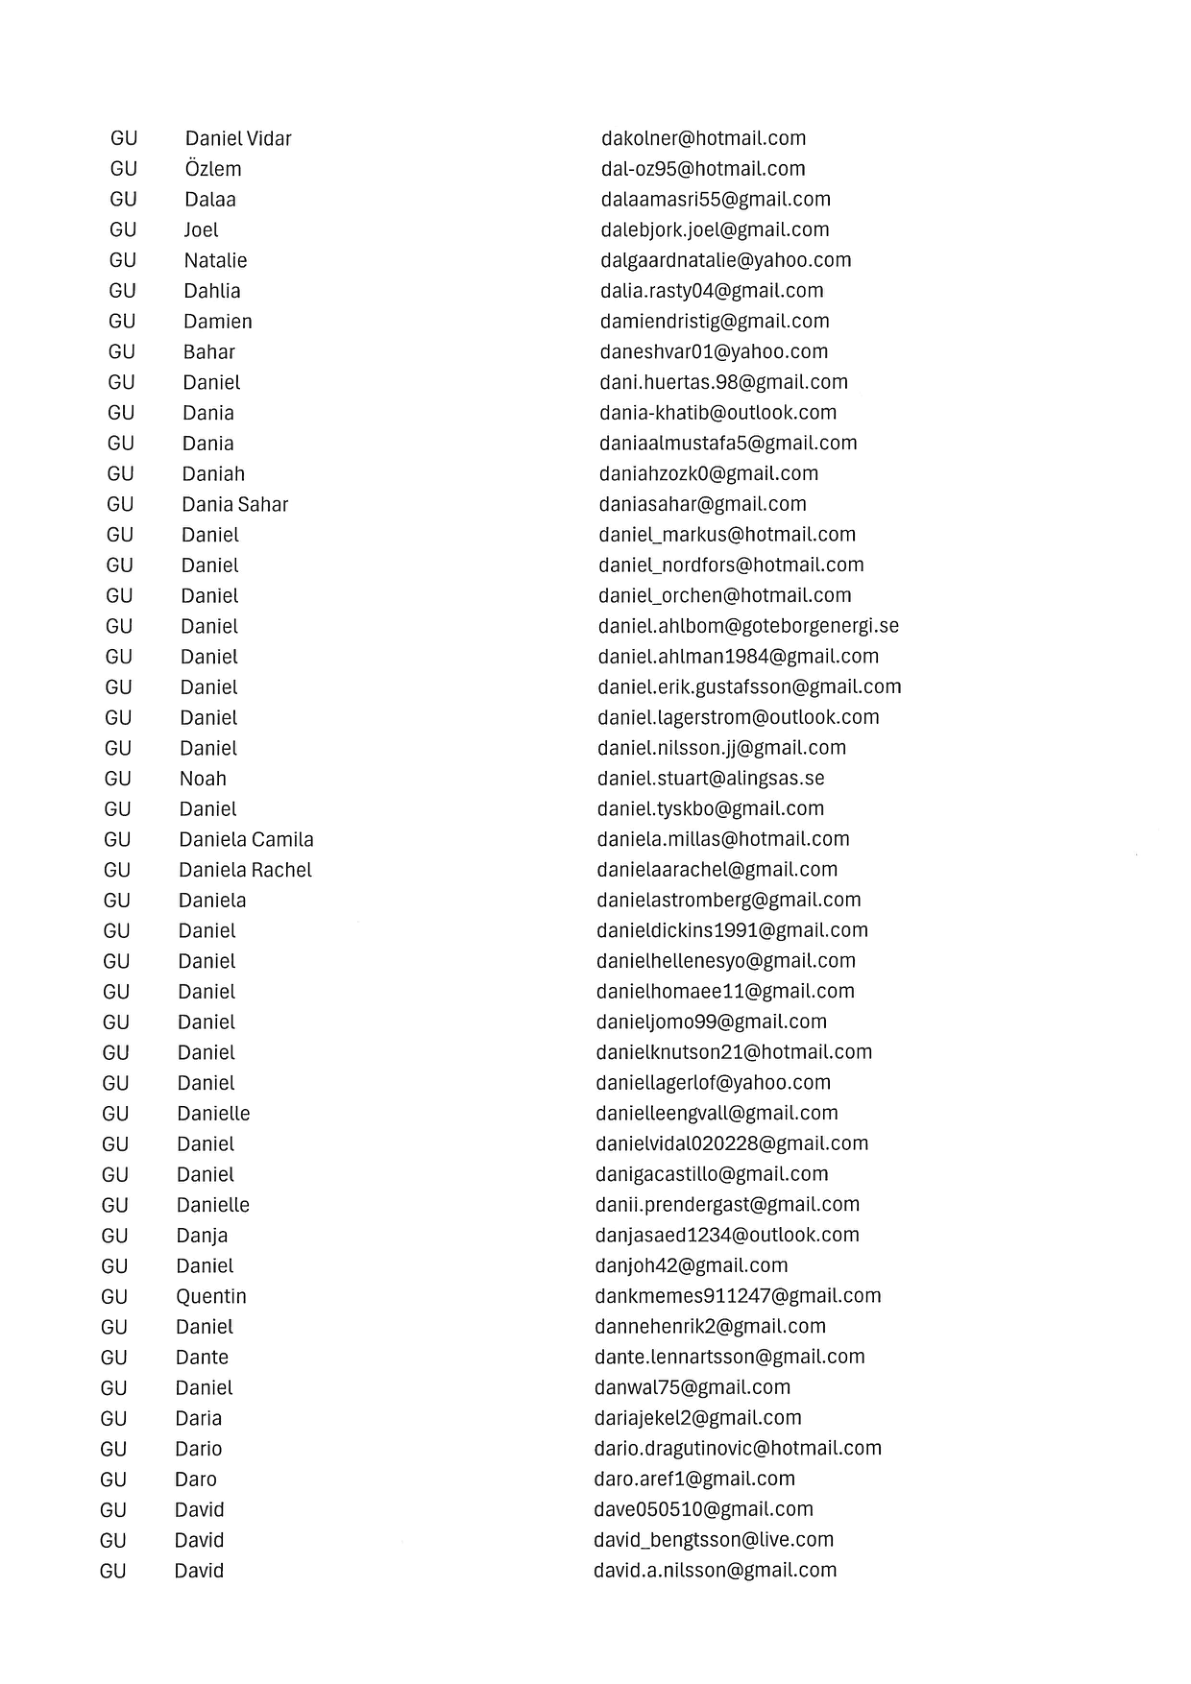 GU Daniel Vidar dakolner@hotmail.com
GU Özlem dal-oz95@hotmail.com
GU Dalaa dalaamasri55@gmail.com
GU Joel dalebjork.joel@gmail.com
GU Natalie dalgaardnatalie@yahoo.com
GU Dahlia dalia.rasty04@gmail.com
GU Damien damiendristig@gmail.com
GU Bahar daneshvar01@yahoo.com
GU Daniel dani.huertas.98@gmail.com
GU Dania dania-khatib@outlook.com
GU Dania daniaalmustafa5@gmail.com
GU Daniah daniahzozk0@gmail.com
GU Dania Sahar daniasahar@gmail.com
GU Daniel daniel_markus@hotmail.com
GU Daniel daniel_nordfors@hotmail.com
GU Daniel daniel_orchen@hotmail.com
GU Daniel daniel.ahlbom@goteborgenergi.se
GU Daniel daniel.ahlman1984@gmail.com
GU Daniel daniel.erik.gustafsson@gmail.com
GU Daniel daniel.lagerstrom@outlook.com
GU Daniel daniel.nilsson.jj@gmail.com
GU Noah daniel.stuart@alingsas.se
GU Daniel daniel.tyskbo@gmail.com
GU Daniela Camila daniela.millas@hotmail.com
GU Daniela Rachel danielaarachel@gmail.com
GU Daniela danielastromberg@gmail.com
GU Daniel danieldickins1991@gmail.com
GU Daniel danielhellenesyo@gmail.com
GU Daniel danielhomaee11@gmail.com
GU Daniel danieljomo99@gmail.com
GU Daniel danielknutson21@hotmail.com
GU Daniel daniellagerlof@yahoo.com
GU Danielle danielleengvall@gmail.com
GU Daniel danielvidal020228@gmail.com
GU Daniel danigacastillo@gmail.com
GU Danielle danii.prendergast@gmail.com
GU Danja danjasaed1234@outlook.com
GU Daniel danjoh42@gmail.com
GU Quentin dankmemes911247@gmail.com
GU Daniel dannehenrik2@gmail.com
GU Dante dante.lennartsson@gmail.com
GU Daniel danwal75@gmail.com
GU Daria dariajekel2@gmail.com
GU Dario dario.dragutinovic@hotmail.com
GU Daro daro.aref1@gmail.com
GU David dave050510@gmail.com
GU David david_bengtsson@live.com
GU David david.a.nilsson@gmail.com